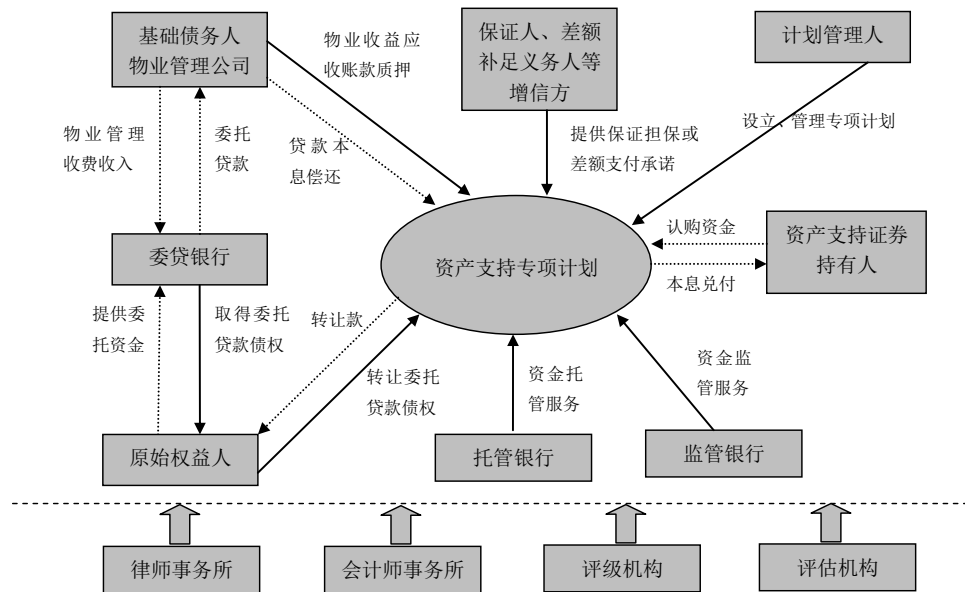 基础债务人
物业管理公司
物业收益应
收账款质押
保证人、差额
补足义务人等
增信方
计划管理人
物业管理
收费收入
委托
贷款
贷款本
息偿还
提供保证担保或
差额支付承诺
设立、管理专项计划
委贷银行
资产支持专项计划
认购资金
本息兑付
资产支持证券
持有人
提供委
托资金
取得委托
贷款债权
转让款
转让委托
贷款债权
资金托
管服务
资金监
管服务
原始权益人
托管银行
监管银行
律师事务所
会计师事务所
评级机构
评估机构